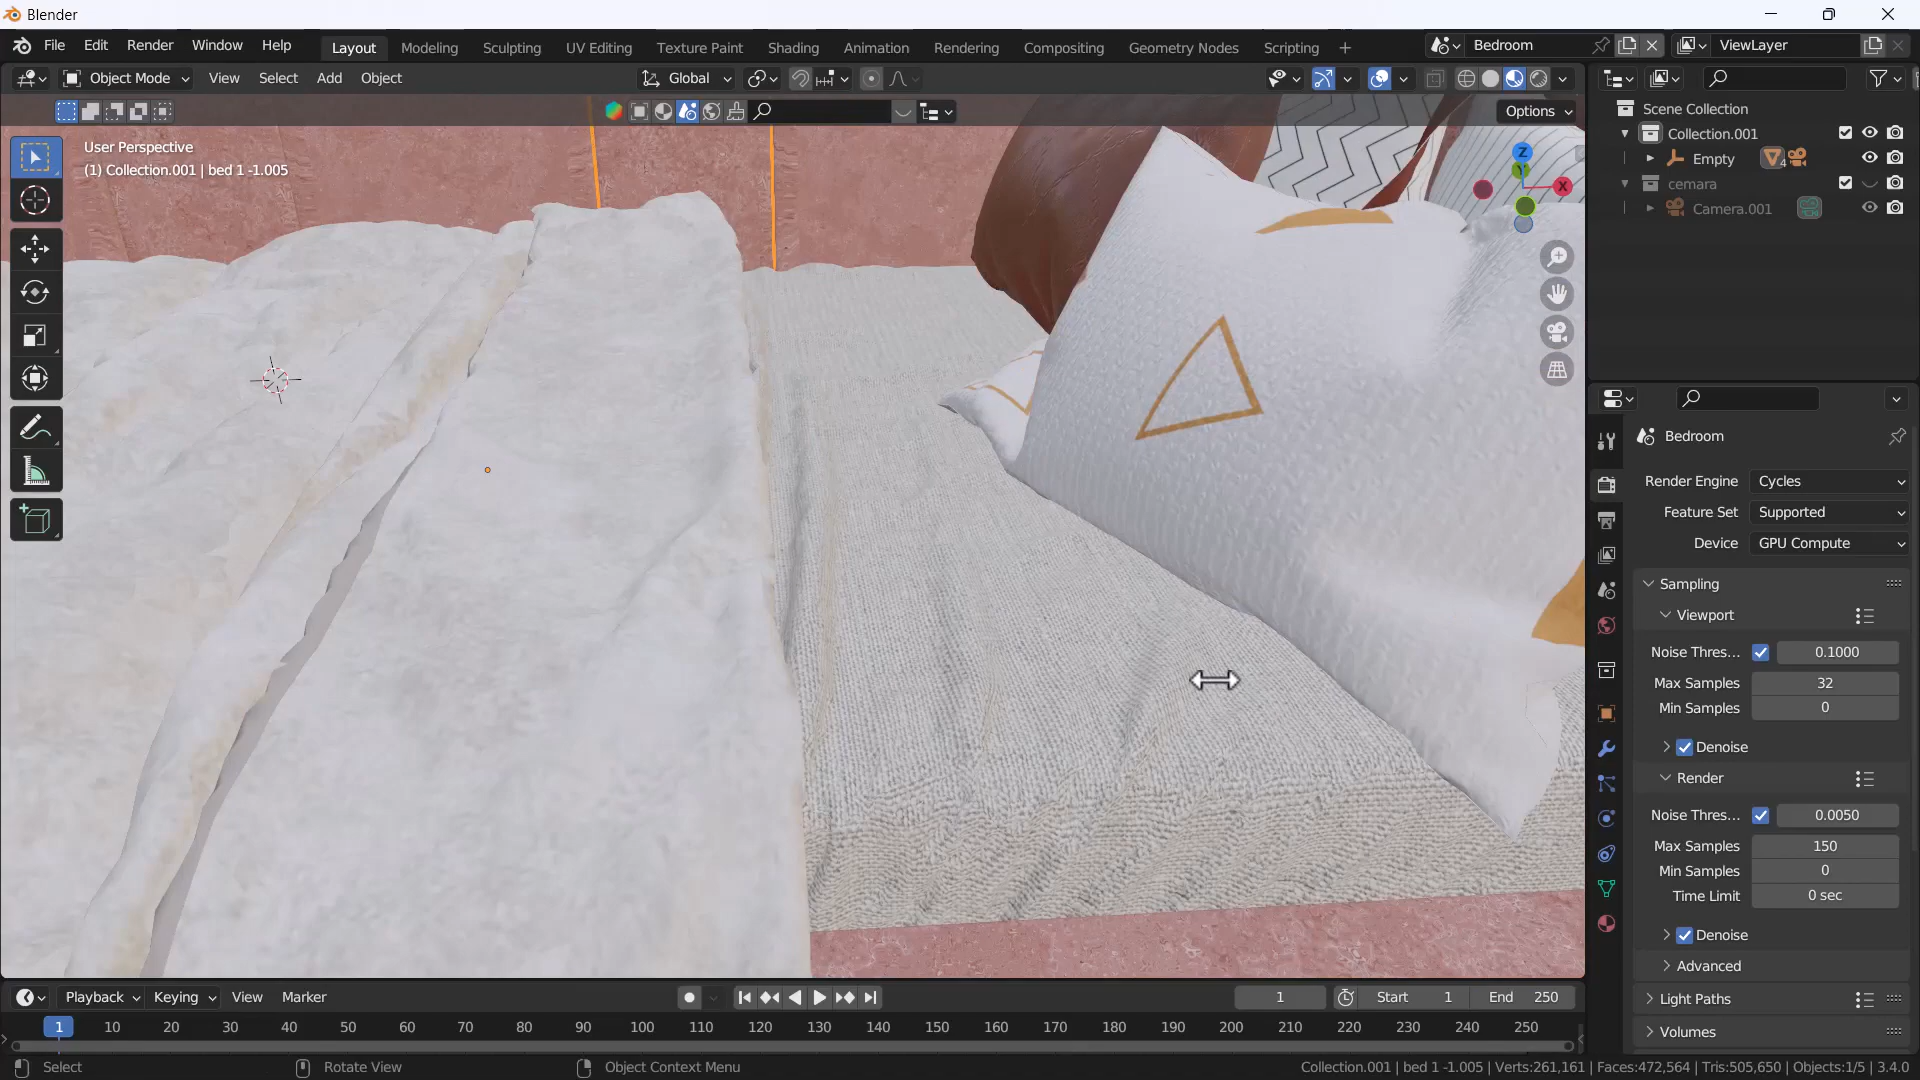 Blender
File Edit Render Window Help
Layout Modeling Sculpting UV Editing Texture Paint Shading Animation Rendering Compositing Geometry Nodes Scripting +
Bedroom
ViewLayer
Object Mode View Select Add Object
Global
Options
User Perspective
(1) Collection.001 | bed 1 -1.005
Z
Y
X
Scene Collection
Collection.001
Empty 4
cemara
Camera.001
Bedroom
Render Engine Cycles
Feature Set Supported
Device GPU Compute
Sampling
Viewport
Noise Thres... 0.1000
Max Samples 32
Min Samples 0
Denoise
Render
Noise Thres... 0.0050
Max Samples 150
Min Samples 0
Time Limit 0 sec
Denoise
Advanced
Light Paths
Volumes
Playback Keying View Marker
1 Start 1 End 250
1 10 20 30 40 50 60 70 80 90 100 110 120 130 140 150 160 170 180 190 200 210 220 230 240 250
Select Rotate View Object Context Menu
Collection.001 | bed 1 -1.005 | Verts:261,161 | Faces:472,564 | Tris:505,650 | Objects:1/5 | 3.4.0